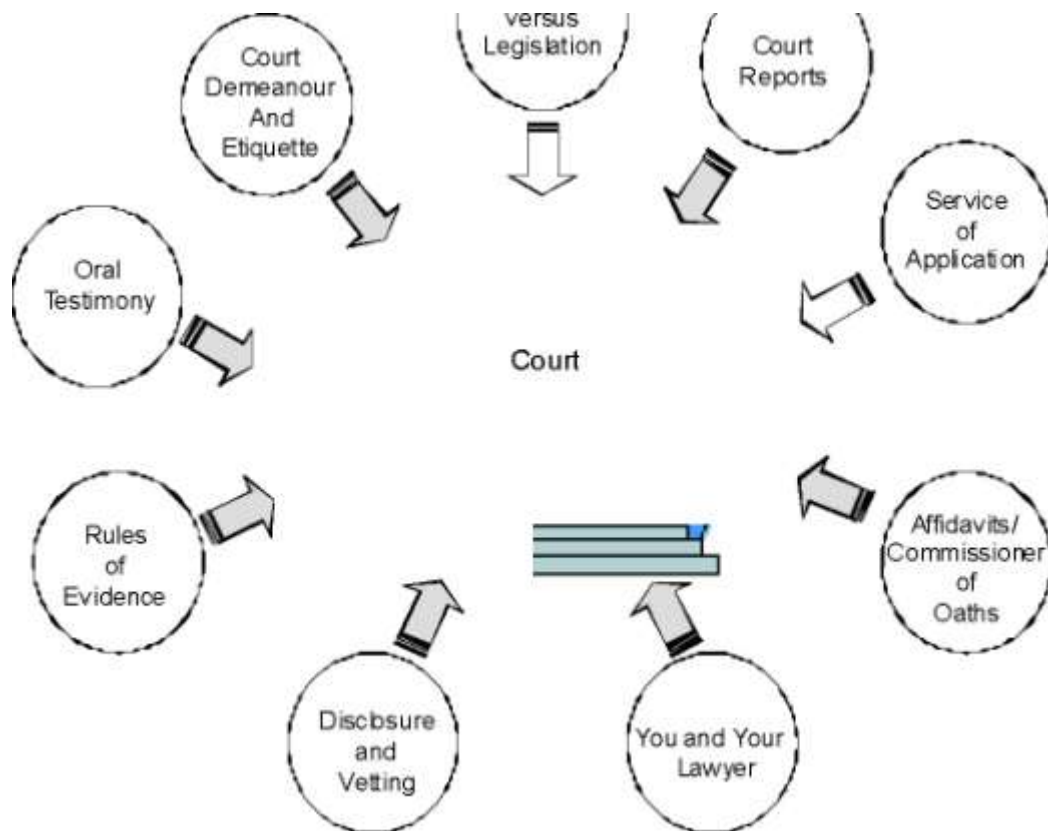 versus
Legislation
Court
Reports
Court
Demeanour
And
Etiquette
Service
of
Application
Oral
Testimony
Court
Rules
of
Evidence
Affidavits/
Commissioner
of
Oaths
Disclosure
and
Vetting
You and Your
Lawyer